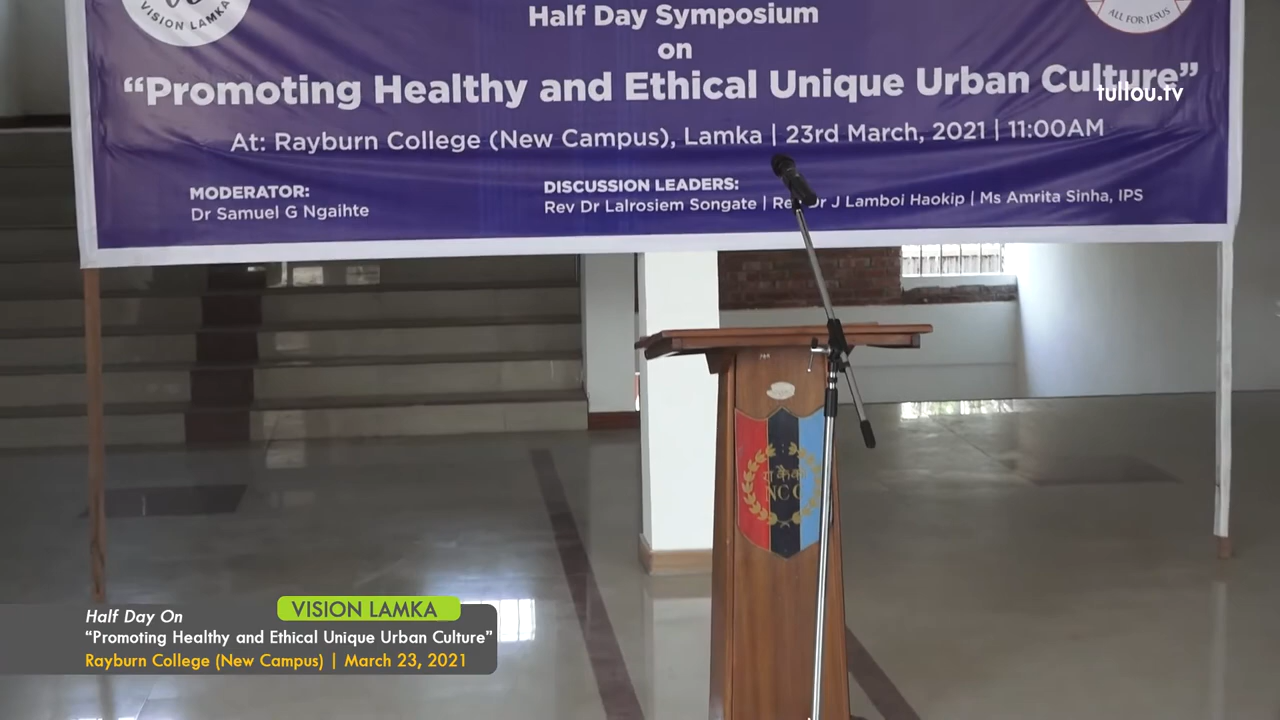 VISION LAMKA
ALL FOR JESUS
Half Day Symposium
on
“Promoting Healthy and Ethical Unique Urban Culture”
tullou.tv
At: Rayburn College (New Campus), Lamka | 23rd March, 2021 | 11:00AM
MODERATOR:
Dr Samuel G Ngaihte
DISCUSSION LEADERS:
Rev Dr Lalrosiem Songate | Rev Dr J Lamboi Haokip | Ms Amrita Sinha, IPS
NCC
Half Day On
VISION LAMKA
“Promoting Healthy and Ethical Unique Urban Culture”
Rayburn College (New Campus) | March 23, 2021